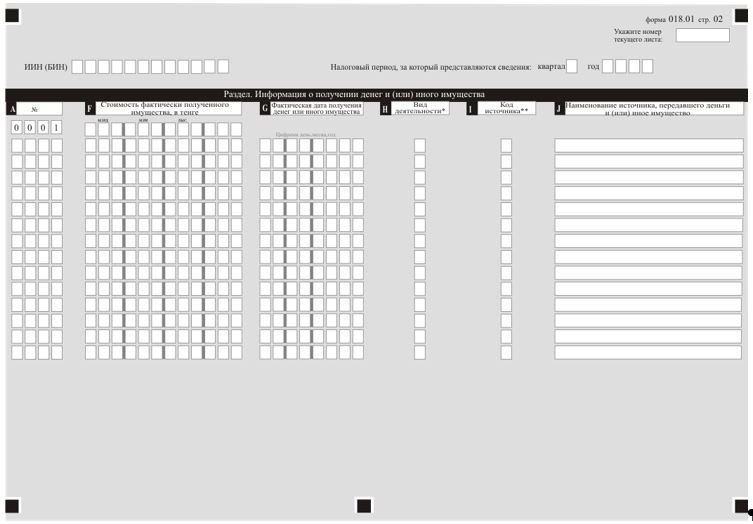 форма 018.01 стр. 02
Укажите номер
текущего листа:
ИИН (БИН)
Налоговый период, за который представляются сведения: квартал год
Раздел. Информация о получении денег и (или) иного имущества
A №
F Стоимость фактически полученного
имущества, в тенге
G Фактическая дата получения
денег или иного имущества
H Вид
деятельности*
I Код
источника**
J Наименование источника, передавшего деньги
и (или) иное имущество
0 0 0 1
млрд млн тыс
Цифрами день,месяц,год